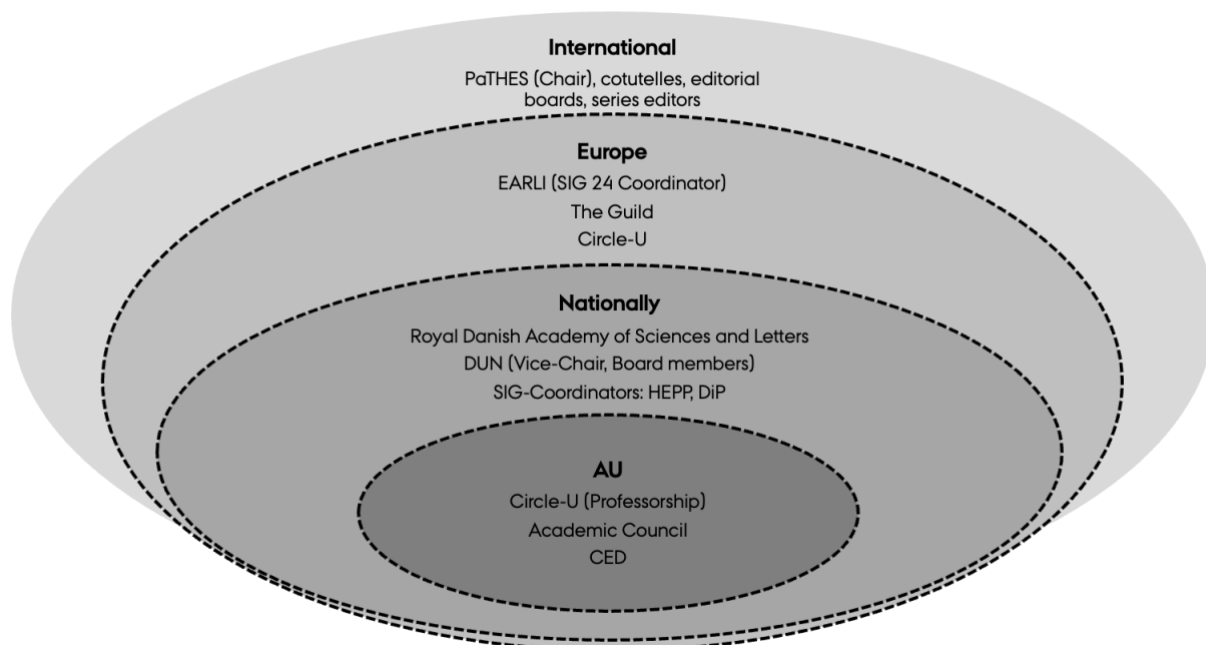 International
PaTHES (Chair), cotutelles, editorial
boards, series editors
Europe
EARLI (SIG 24 Coordinator)
The Guild
Circle-U
Nationally
Royal Danish Academy of Sciences and Letters
DUN (Vice-Chair, Board members)
SIG-Coordinators: HEPP, DiP
AU
Circle-U (Professorship)
Academic Council
CED